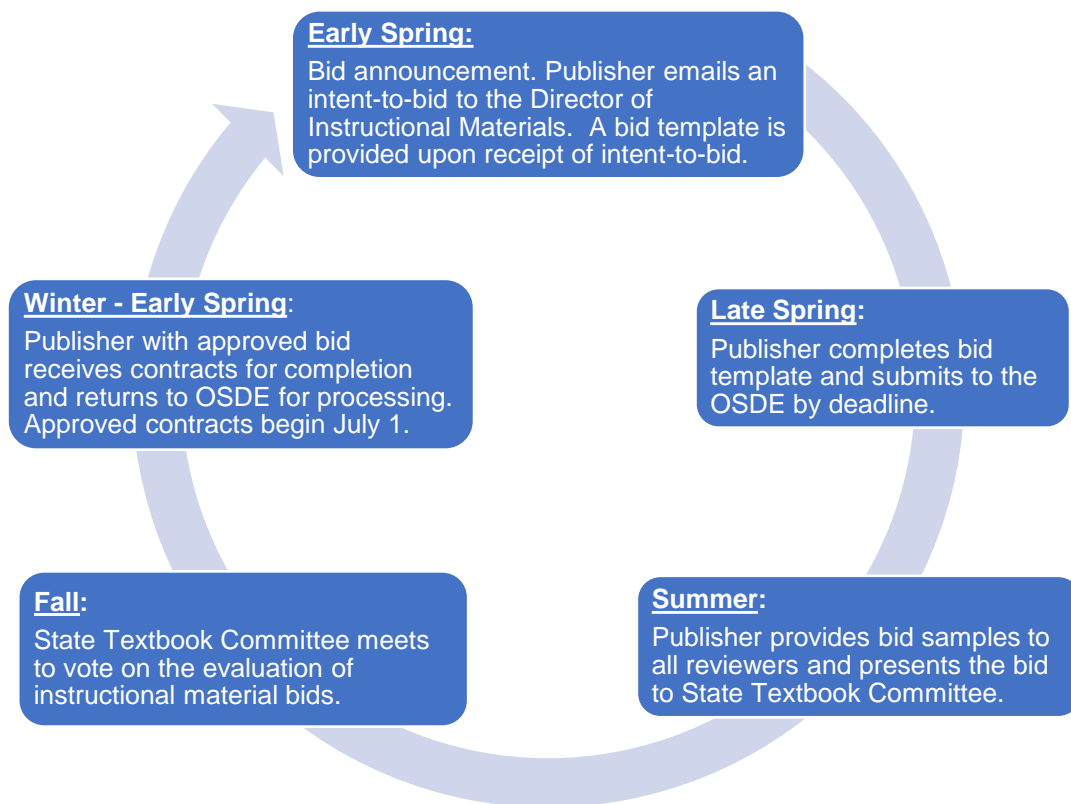 Early Spring:
Bid announcement. Publisher emails an
intent-to-bid to the Director of
Instructional Materials.  A bid template is
provided upon receipt of intent-to-bid.
Late Spring:
Publisher completes bid
template and submits to the
OSDE by deadline.
Summer:
Publisher provides bid samples to
all reviewers and presents the bid
to State Textbook Committee.
Fall:
State Textbook Committee meets
to vote on the evaluation of
instructional material bids.
Winter - Early Spring:
Publisher with approved bid
receives contracts for completion
and returns to OSDE for processing.
Approved contracts begin July 1.